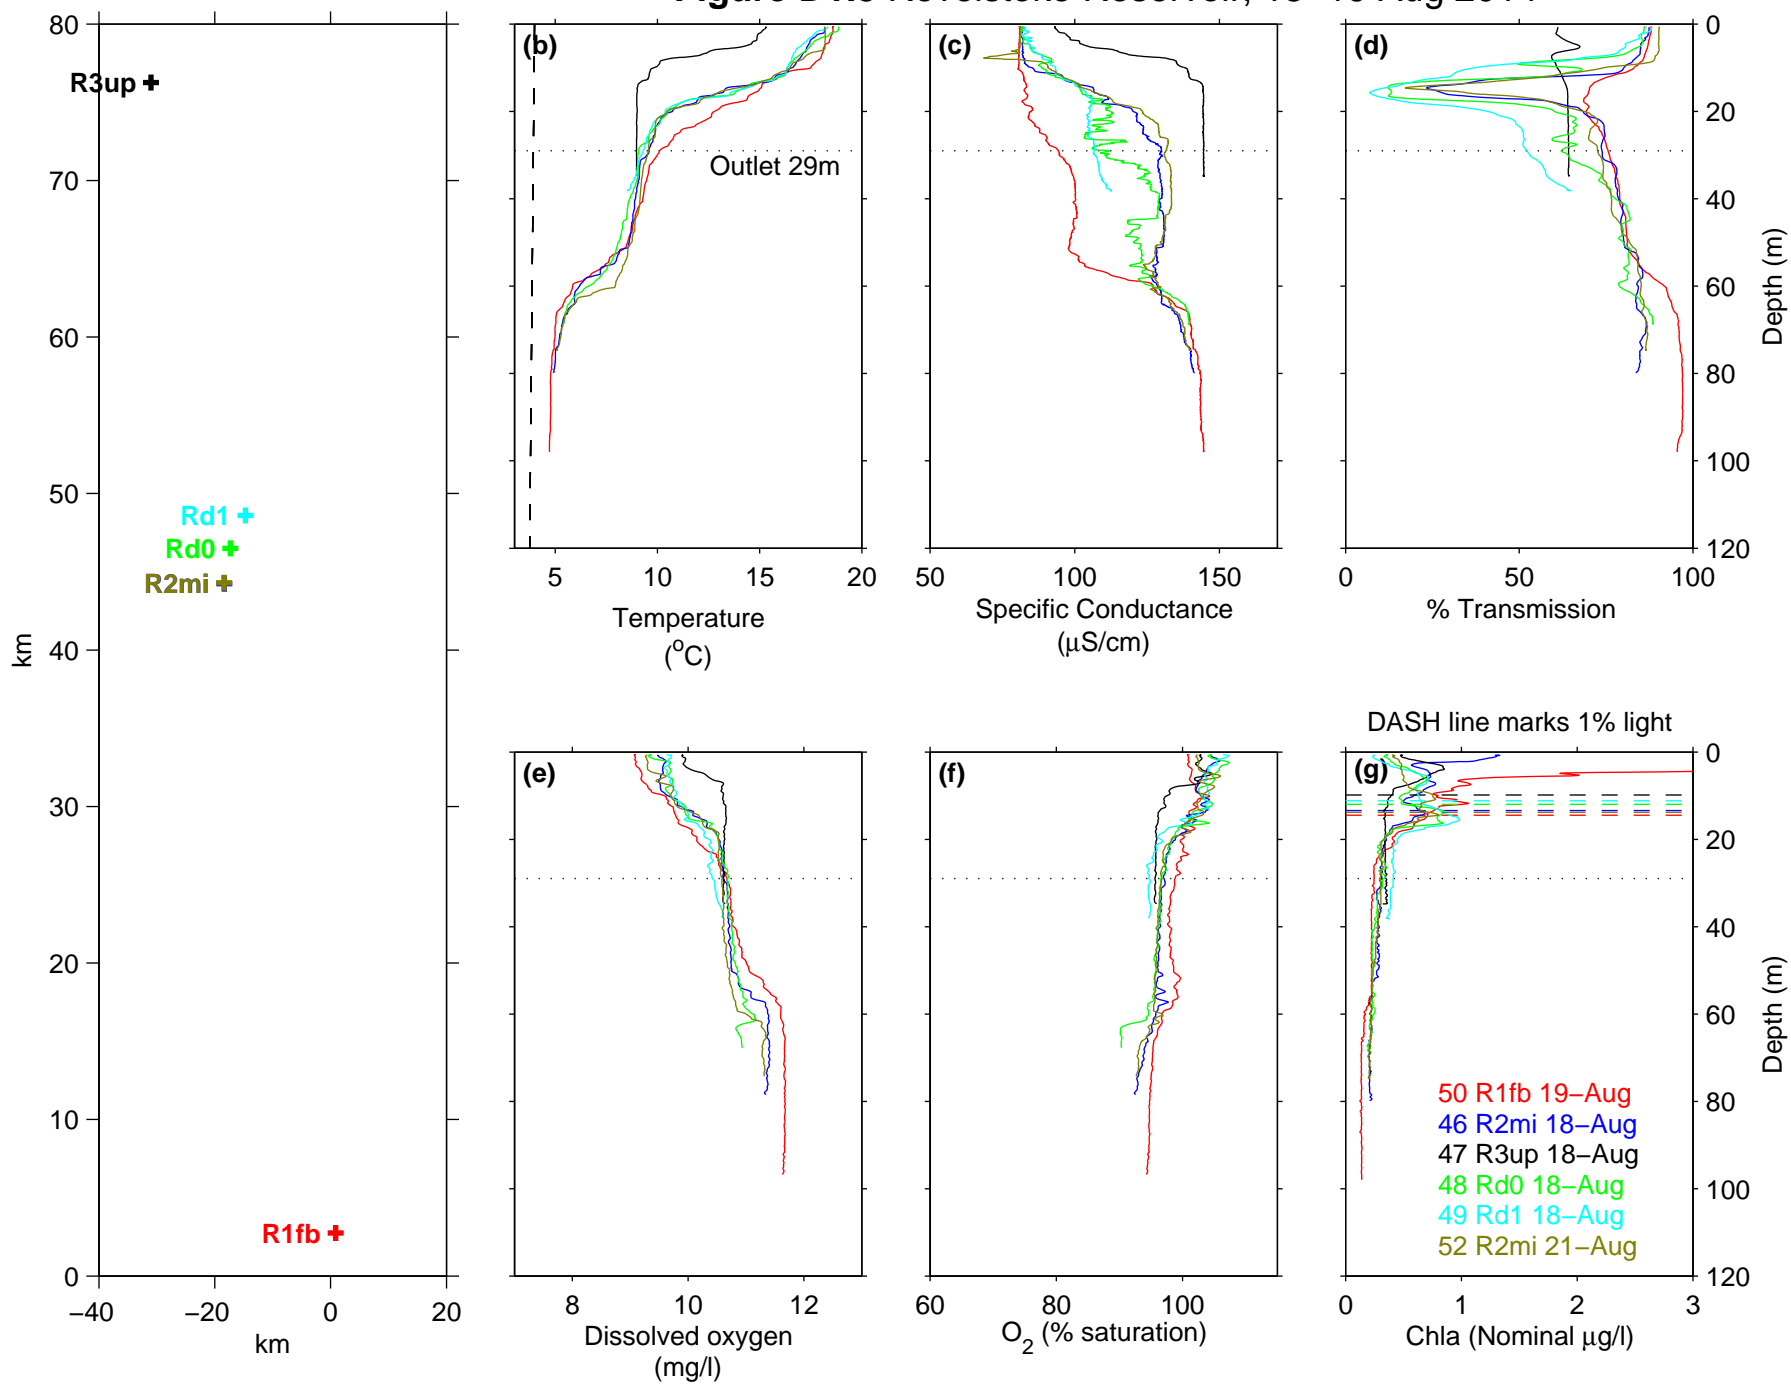 80
70
60
50
40
30
20
10
0
km
−40
−20
0
20
km
R3up
Rd1
Rd0
R2mi
R1fb
(b)
Outlet 29m
5
10
15
20
Temperature
(°C)
(c)
50
100
150
Specific Conductance
(μS/cm)
(d)
0
50
100
% Transmission
0
20
40
60
80
100
120
Depth (m)
(e)
8
10
12
Dissolved oxygen
(mg/l)
(f)
60
80
100
O2 (% saturation)
DASH line marks 1% light
(g)
50 R1fb 19−Aug
46 R2mi 18−Aug
47 R3up 18−Aug
48 Rd0 18−Aug
49 Rd1 18−Aug
52 R2mi 21−Aug
0
1
2
3
Chla (Nominal μg/l)
0
20
40
60
80
100
120
Depth (m)